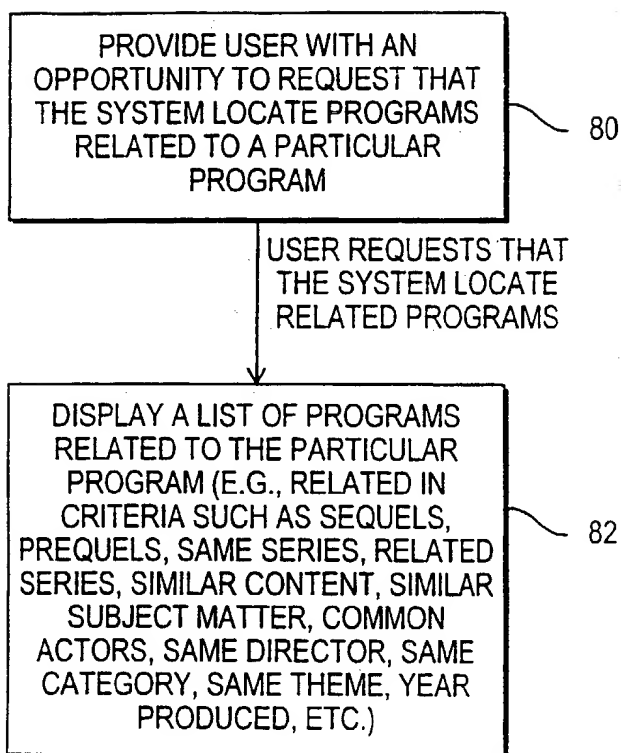 PROVIDE USER WITH AN
OPPORTUNITY TO REQUEST THAT
THE SYSTEM LOCATE PROGRAMS
RELATED TO A PARTICULAR
PROGRAM
80
USER REQUESTS THAT
THE SYSTEM LOCATE
RELATED PROGRAMS
DISPLAY A LIST OF PROGRAMS
RELATED TO THE PARTICULAR
PROGRAM (E.G., RELATED IN
CRITERIA SUCH AS SEQUELS,
PREQUELS, SAME SERIES, RELATED
SERIES, SIMILAR CONTENT, SIMILAR
SUBJECT MATTER, COMMON
ACTORS, SAME DIRECTOR, SAME
CATEGORY, SAME THEME, YEAR
PRODUCED, ETC.)
82